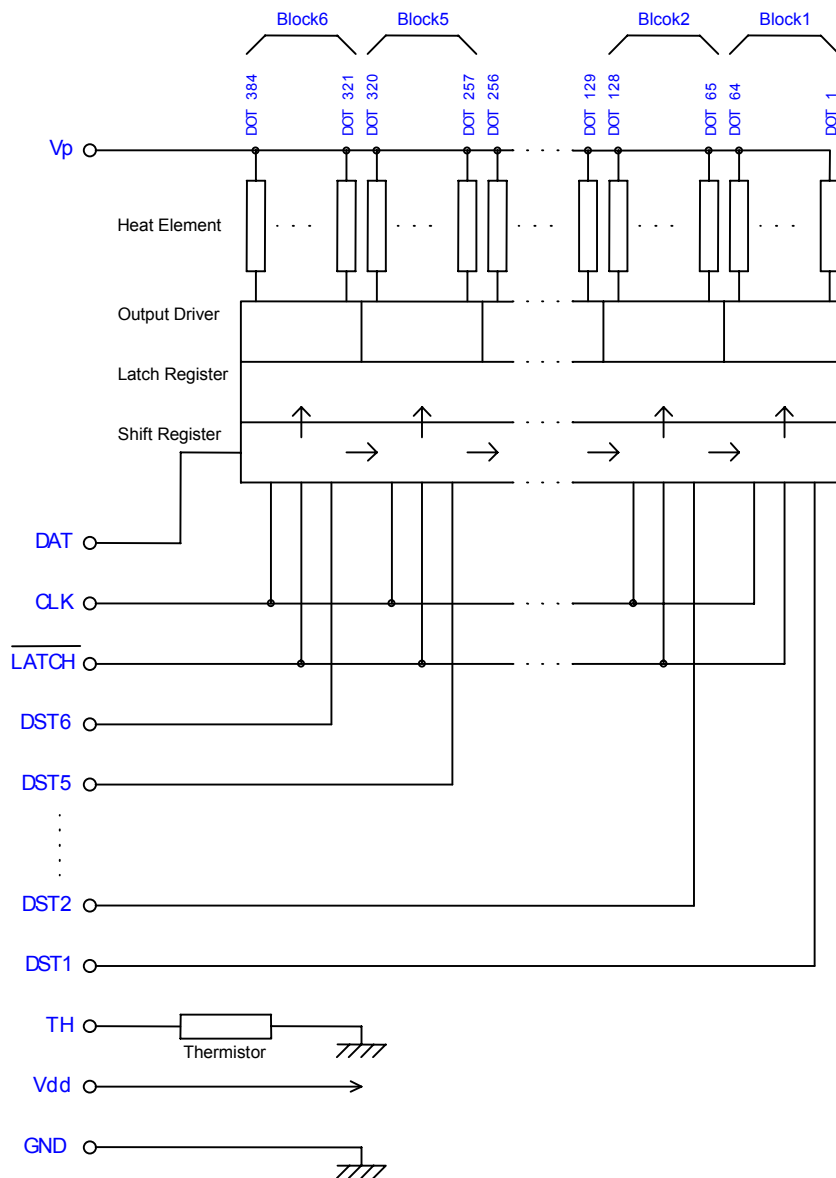 Block6 Block5 Blcok2 Block1
DOT 384 DOT 321 DOT 320 DOT 257 DOT 256 DOT 129 DOT 128 DOT 65 DOT 64 DOT 1
Vp
Heat Element
Output Driver
Latch Register
Shift Register
DAT
CLK
LATCH
DST6
DST5
DST2
DST1
TH
Thermistor
Vdd
GND